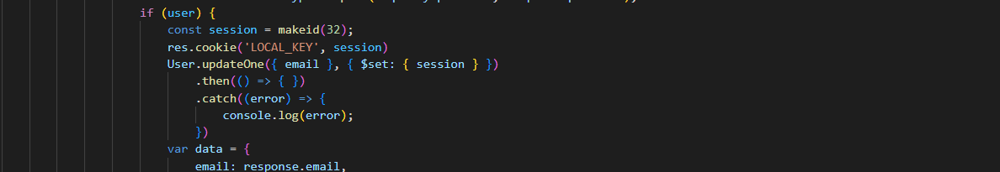 if (user) {
const session = makeid(32);
res.cookie('LOCAL_KEY', session)
User.updateOne({ email }, { $set: { session } })
.then(() => { })
.catch((error) => {
console.log(error);
})
var data = {
email: response.email,